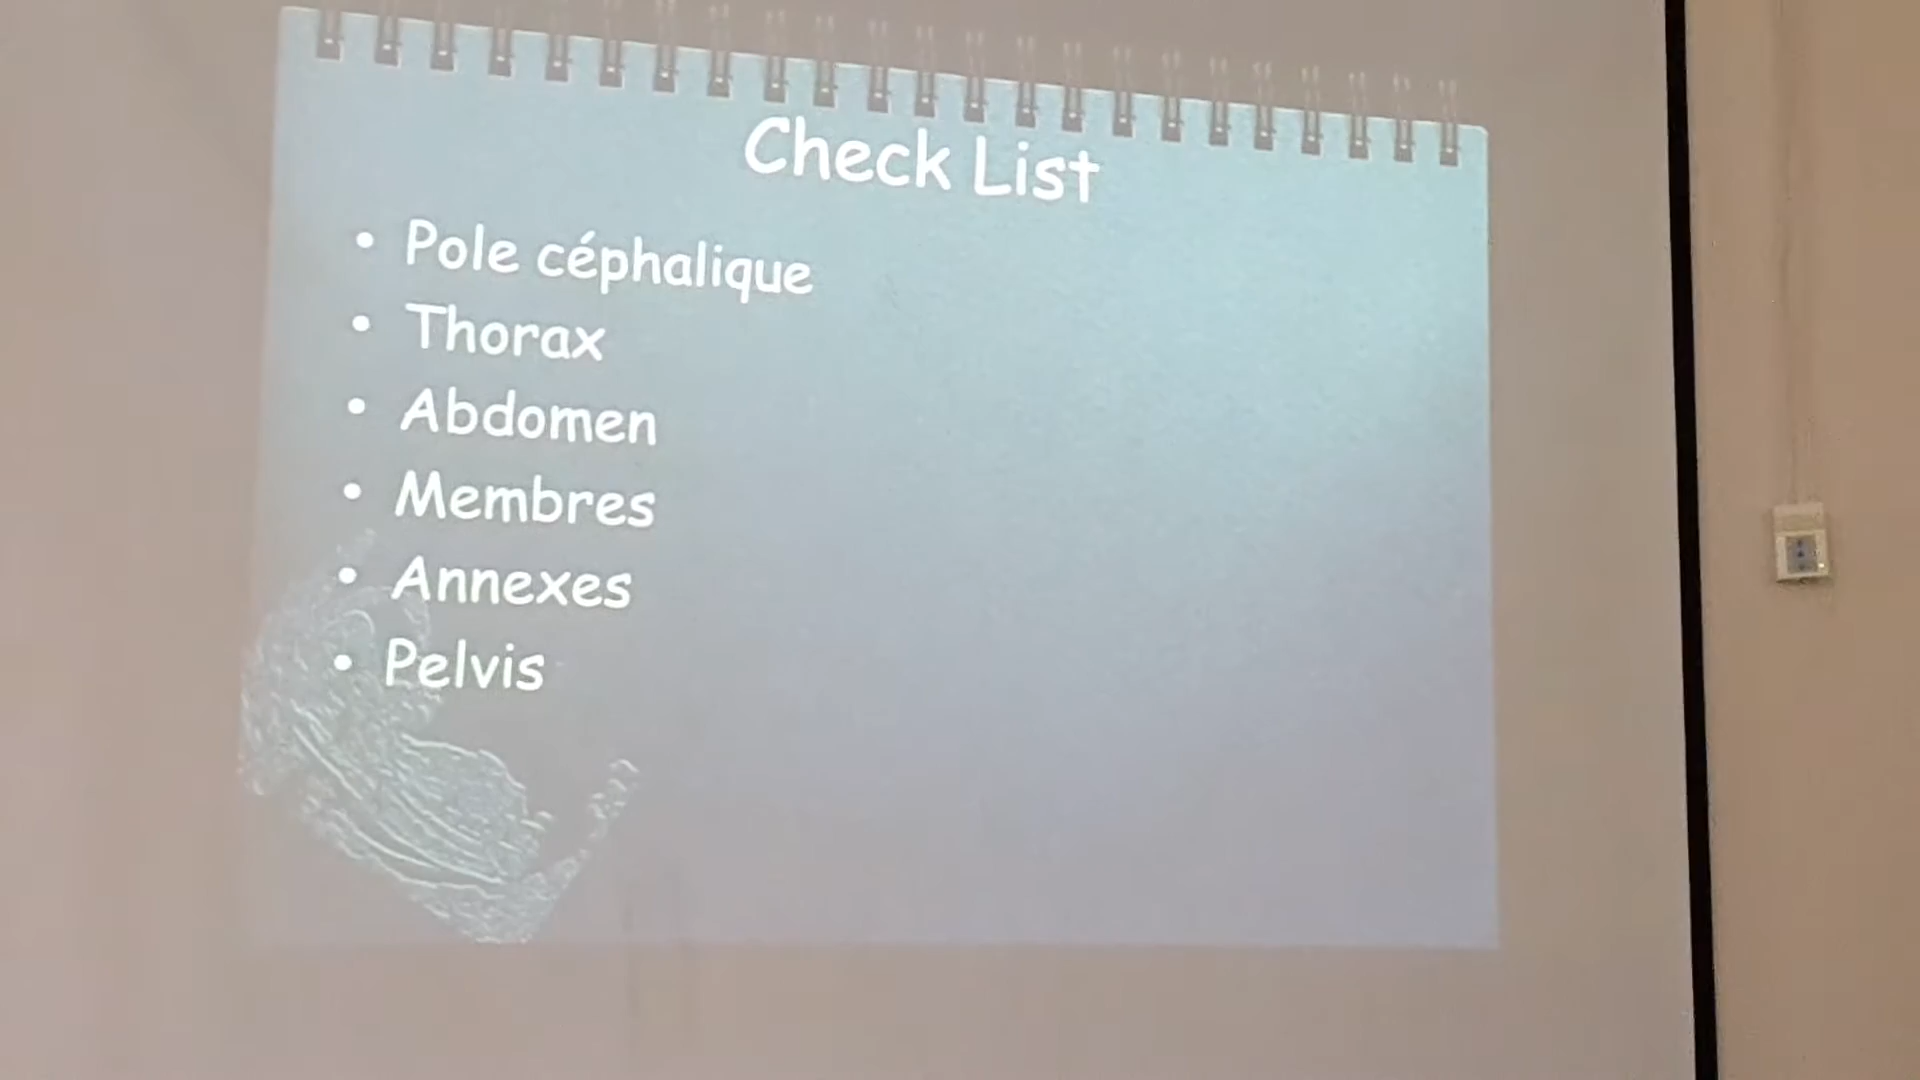 Check List
• Pole céphalique
• Thorax
• Abdomen
• Membres
• Annexes
• Pelvis